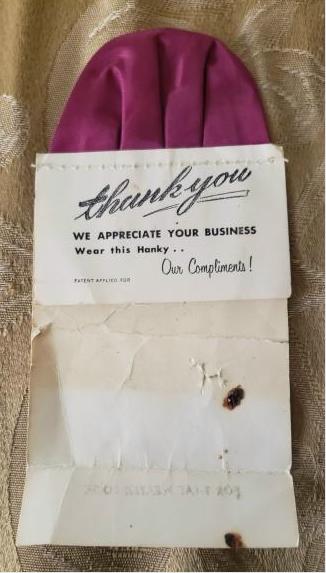 thank you
WE APPRECIATE YOUR BUSINESS
Wear this Hanky . .
Our Compliments!
PATENT APPLIED FOR